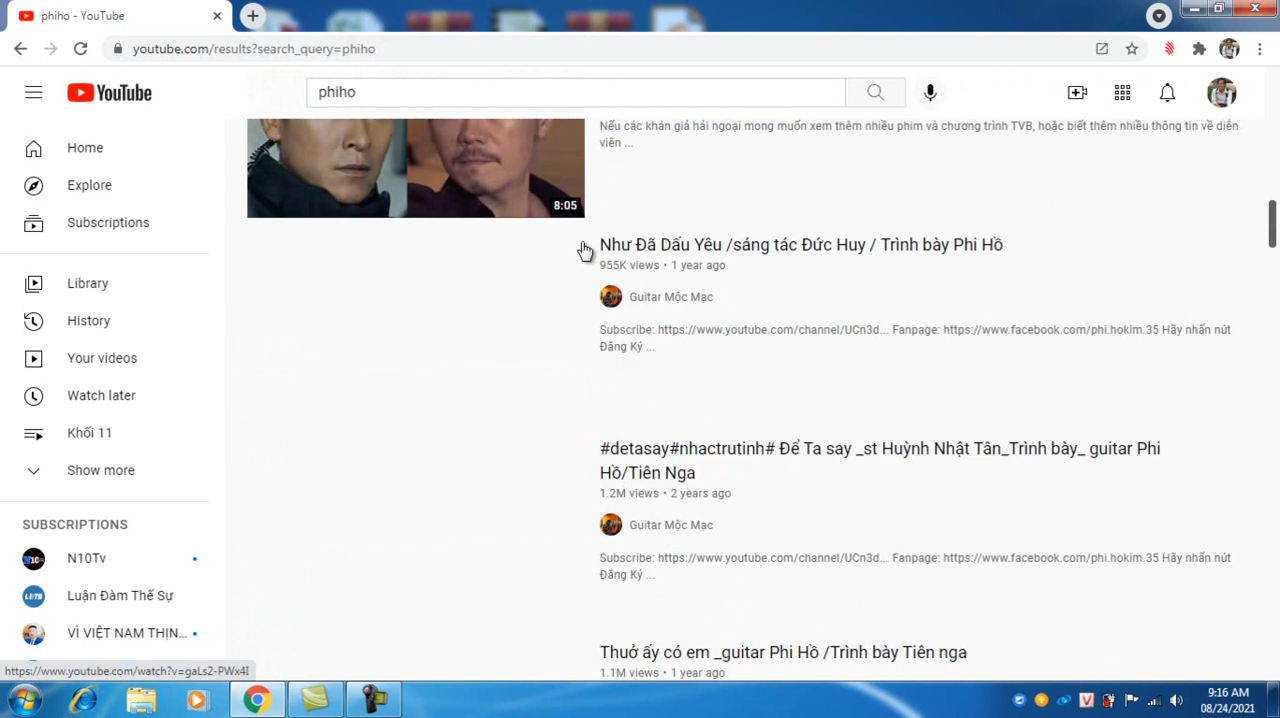 phiho - YouTube
youtube.com/results?search_query=phiho
YouTube
phiho
Home
Explore
Subscriptions
Library
History
Your videos
Watch later
Khối 11
Show more
SUBSCRIPTIONS
N10Tv
Luận Đàm Thế Sự
VÌ VIỆT NAM THỊN...
8:05
Nếu các khán giả hải ngoại mong muốn xem thêm nhiều phim và chương trình TVB, hoặc biết thêm nhiều thông tin về diễn
viên ...
Như Đã Dấu Yêu /sáng tác Đức Huy / Trình bày Phi Hồ
955K views • 1 year ago
Guitar Mộc Mạc
Subscribe: https://www.youtube.com/channel/UCn3d... Fanpage: https://www.facebook.com/phi.hokim.35 Hãy nhấn nút
Đăng Ký ...
#detasay#nhactrutinh# Để Ta say _st Huỳnh Nhật Tân_Trình bày_ guitar Phi
Hồ/Tiên Nga
1.2M views • 2 years ago
Guitar Mộc Mạc
Subscribe: https://www.youtube.com/channel/UCn3d... Fanpage: https://www.facebook.com/phi.hokim.35 Hãy nhấn nút
Đăng Ký ...
Thuở ấy có em _guitar Phi Hồ /Trình bày Tiên nga
1.1M views • 1 year ago
https://www.youtube.com/watch?v=gaLs2-PWx4I
9:16 AM
08/24/2021